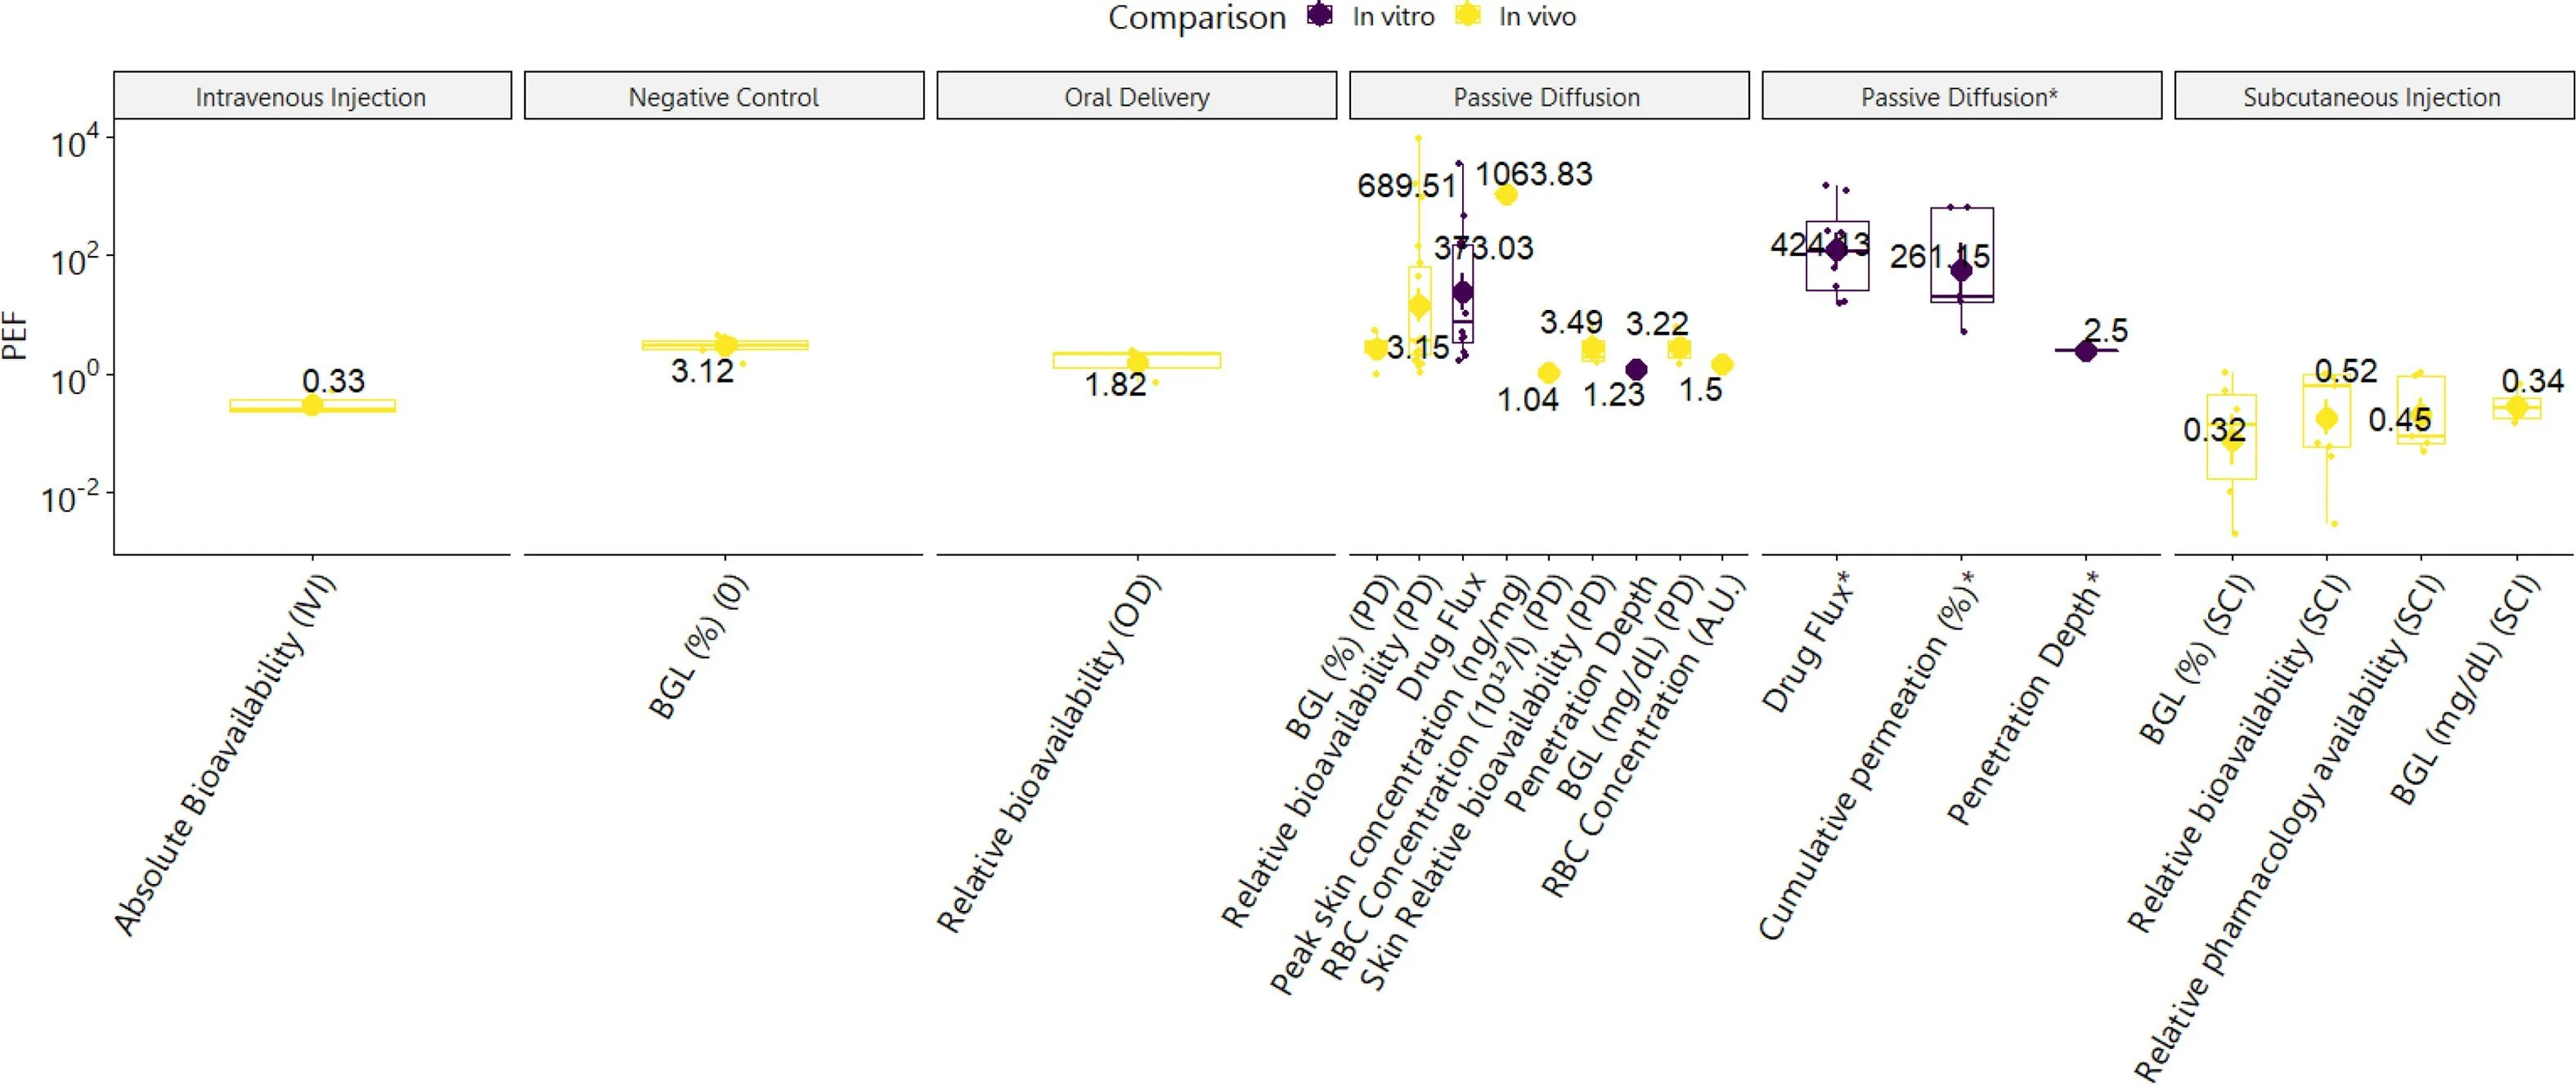 Comparison In vitro In vivo
Intravenous Injection
Negative Control
Oral Delivery
Passive Diffusion
Passive Diffusion*
Subcutaneous Injection
PEF
10⁴
10²
10⁰
10⁻²
0.33
3.12
1.82
689.51
1063.83
373.03
3.15
3.49
3.22
1.04
1.23
1.5
424.13
261.15
2.5
0.32
0.52
0.45
0.34
Absolute Bioavailability (IVI)
BGL (%) (0)
Relative bioavailability (OD)
BGL (%) (PD)
Relative bioavailability (PD)
Drug Flux
Peak skin concentration (ng/mg)
RBC Concentration (10¹²/l) (PD)
Skin Relative bioavailability (PD)
Penetration Depth
BGL (mg/dL) (PD)
RBC Concentration (A.U.)
Drug Flux*
Cumulative permeation (%)*
Penetration Depth*
BGL (%) (SCI)
Relative bioavailability (SCI)
Relative pharmacology availability (SCI)
BGL (mg/dL) (SCI)